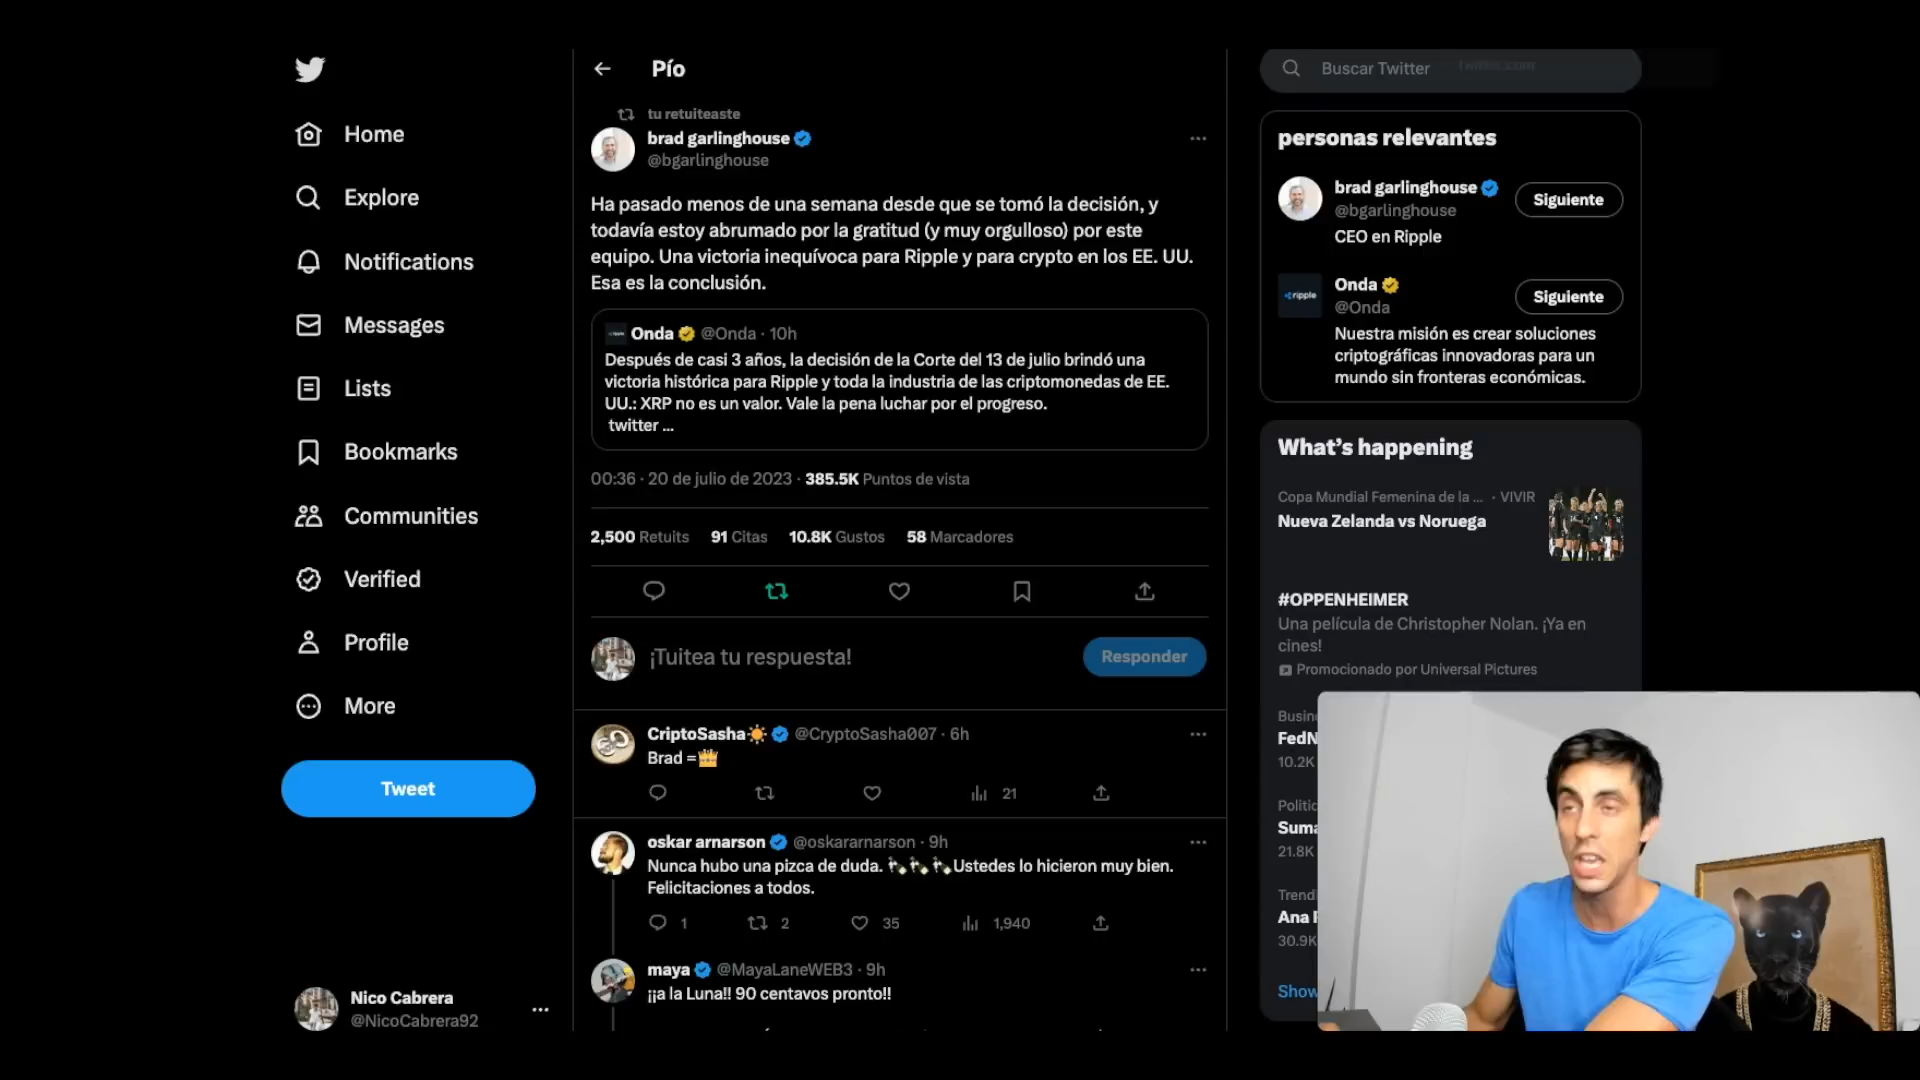 Home
Explore
Notifications
Messages
Lists
Bookmarks
Communities
Verified
Profile
More
Tweet
Nico Cabrera
@NicoCabrera92
Pío
tu retuiteaste
brad garlinghouse
@bgarlinghouse
Ha pasado menos de una semana desde que se tomó la decisión, y
todavía estoy abrumado por la gratitud (y muy orgulloso) por este
equipo. Una victoria inequívoca para Ripple y para crypto en los EE. UU.
Esa es la conclusión.
Onda @Onda · 10h
Después de casi 3 años, la decisión de la Corte del 13 de julio brindó una
victoria histórica para Ripple y toda la industria de las criptomonedas de EE.
UU.: XRP no es un valor. Vale la pena luchar por el progreso.
twitter ...
00:36 · 20 de julio de 2023 · 385.5K Puntos de vista
2,500 Retuits 91 Citas 10.8K Gustos 58 Marcadores
¡Tuitea tu respuesta!
Responder
CriptoSasha @CryptoSasha007 · 6h
Brad =
21
oskar arnarson @oskararnarson · 9h
Nunca hubo una pizca de duda. Ustedes lo hicieron muy bien.
Felicitaciones a todos.
1 2 35 1,940
maya @MayaLaneWEB3 · 9h
¡¡a la Luna!! 90 centavos pronto!!
Buscar Twitter
personas relevantes
brad garlinghouse
@bgarlinghouse
Siguiente
CEO en Ripple
ripple
Onda
@Onda
Siguiente
Nuestra misión es crear soluciones
criptográficas innovadoras para un
mundo sin fronteras económicas.
What's happening
Copa Mundial Femenina de la ... · VIVIR
Nueva Zelanda vs Noruega
#OPPENHEIMER
Una película de Christopher Nolan. ¡Ya en
cines!
Promocionado por Universal Pictures
Busin
FedN
10.2K
Politic
Suma
21.8K
Trend
Ana
30.9K
Show